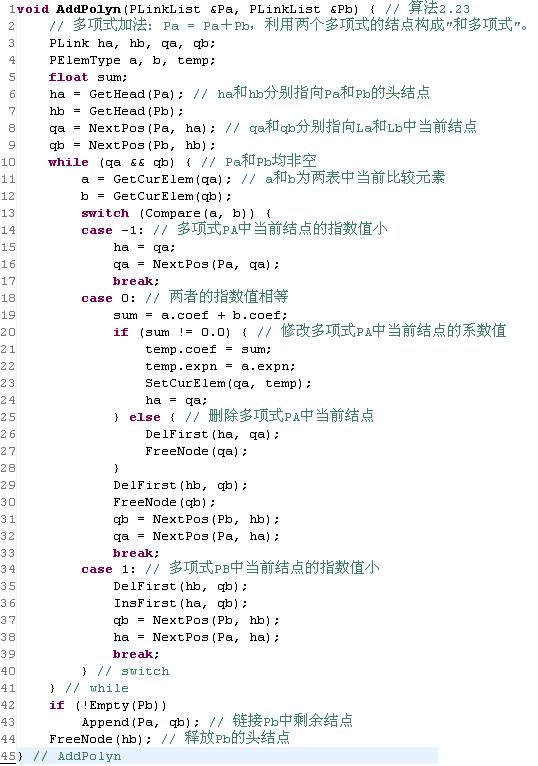 1void AddPolyn(PLinkList &Pa, PLinkList &Pb) { // 算法2.23
2    // 多项式加法: Pa = Pa＋Pb, 利用两个多项式的结点构成"和多项式"。
3    PLink ha, hb, qa, qb;
4    PElemType a, b, temp;
5    float sum;
6    ha = GetHead(Pa); // ha和hb分别指向Pa和Pb的头结点
7    hb = GetHead(Pb);
8    qa = NextPos(Pa, ha); // qa和qb分别指向La和Lb中当前结点
9    qb = NextPos(Pb, hb);
10    while (qa && qb) { // Pa和Pb均非空
11        a = GetCurElem(qa); // a和b为两表中当前比较元素
12        b = GetCurElem(qb);
13        switch (Compare(a, b)) {
14        case -1: // 多项式PA中当前结点的指数值小
15            ha = qa;
16            qa = NextPos(Pa, qa);
17            break;
18        case 0: // 两者的指数值相等
19            sum = a.coef + b.coef;
20            if (sum != 0.0) { // 修改多项式PA中当前结点的系数值
21                temp.coef = sum;
22                temp.expn = a.expn;
23                SetCurElem(qa, temp);
24                ha = qa;
25            } else { // 删除多项式PA中当前结点
26                DelFirst(ha, qa);
27                FreeNode(qa);
28            }
29            DelFirst(hb, qb);
30            FreeNode(qb);
31            qb = NextPos(Pb, hb);
32            qa = NextPos(Pa, ha);
33            break;
34        case 1: // 多项式PB中当前结点的指数值小
35            DelFirst(hb, qb);
36            InsFirst(ha, qb);
37            qb = NextPos(Pb, hb);
38            ha = NextPos(Pa, ha);
39            break;
40        } // switch
41    } // while
42    if (!Empty(Pb))
43        Append(Pa, qb); // 链接Pb中剩余结点
44    FreeNode(hb); // 释放Pb的头结点
45} // AddPolyn